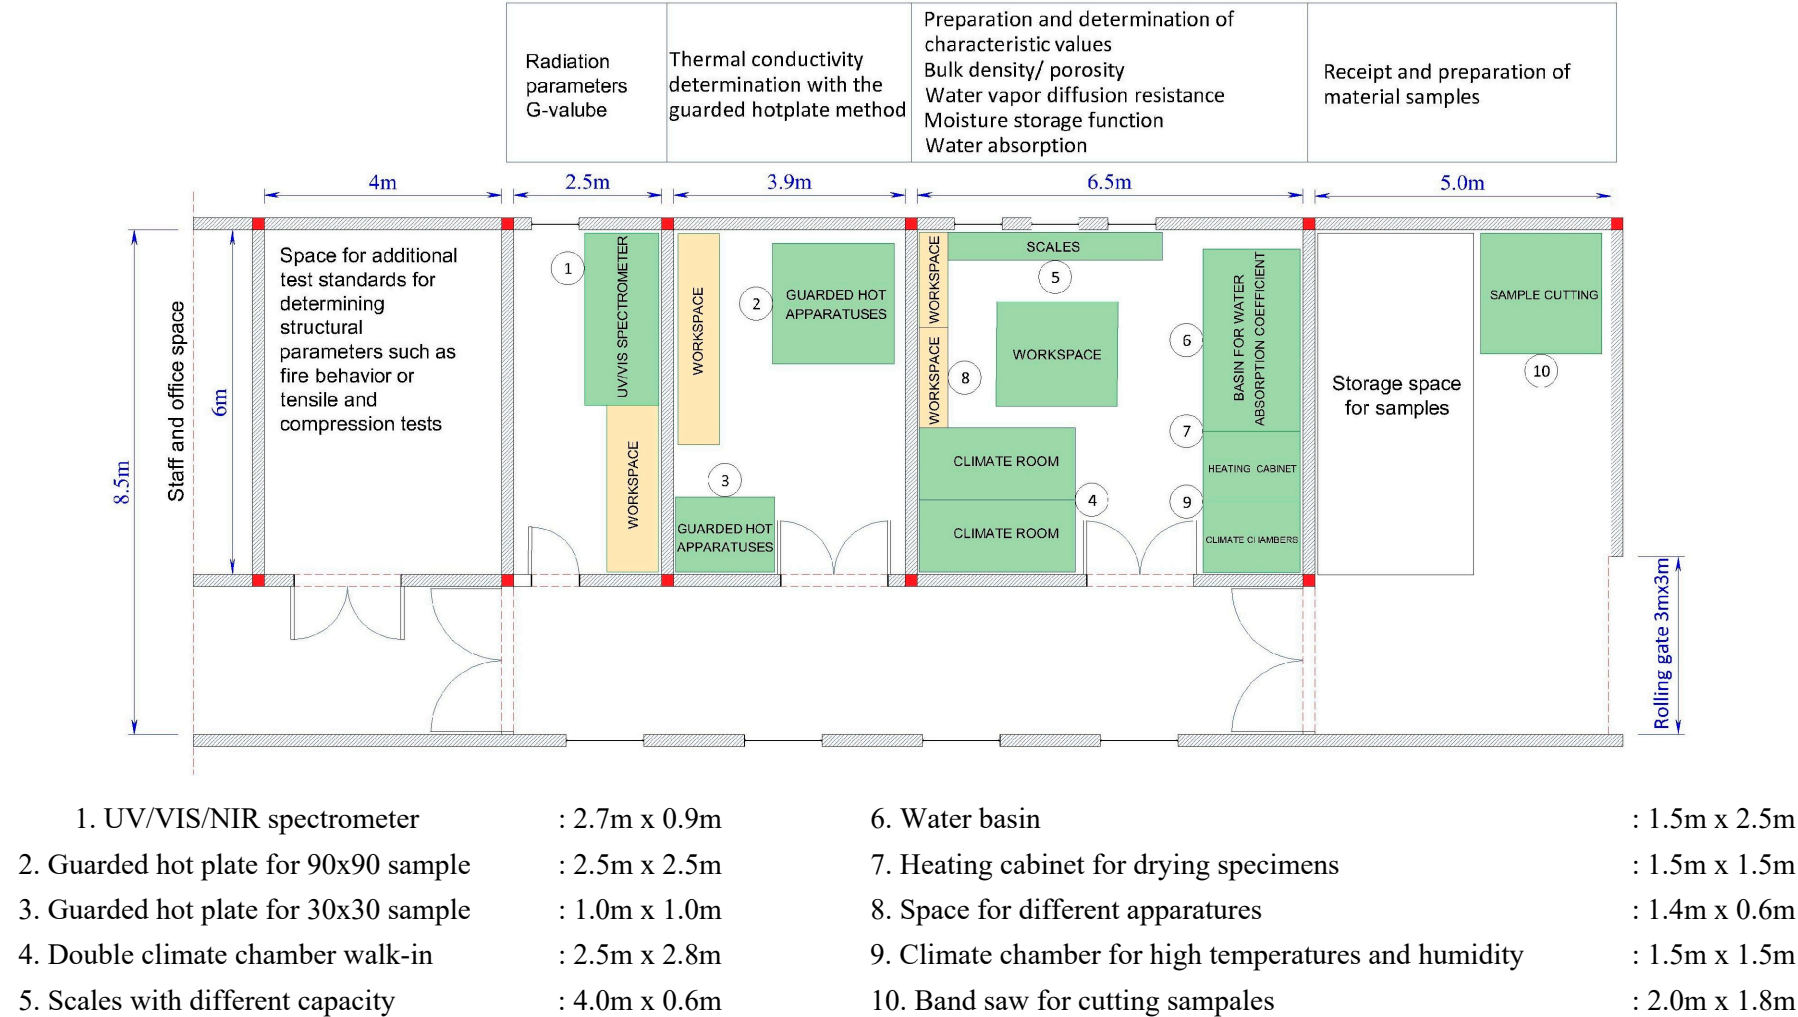 Radiation
parameters
G-valube
Thermal conductivity
determination with the
guarded hotplate method
Preparation and determination of
characteristic values
Bulk density/ porosity
Water vapor diffusion resistance
Moisture storage function
Water absorption
Receipt and preparation of
material samples
4m
2.5m
3.9m
6.5m
5.0m
8.5m
Staff and office space
6m
Space for additional
test standards for
determining
structural
parameters such as
fire behavior or
tensile and
compression tests
1
UV/VIS SPECTROMETER
WORKSPACE
WORKSPACE
2
GUARDED HOT
APPARATUSES
3
GUARDED HOT
APPARATUSES
WORKSPACE
WORKSPACE
8
SCALES
5
WORKSPACE
CLIMATE ROOM
4
CLIMATE ROOM
6
BASIN FOR WATER
ABSORPTION COEFFICIENT
7
HEATING CABINET
9
CLIMATE CHAMBERS
Storage space
for samples
SAMPLE CUTTING
10
Rolling gate 3mx3m
1. UV/VIS/NIR spectrometer : 2.7m x 0.9m
2. Guarded hot plate for 90x90 sample : 2.5m x 2.5m
3. Guarded hot plate for 30x30 sample : 1.0m x 1.0m
4. Double climate chamber walk-in : 2.5m x 2.8m
5. Scales with different capacity : 4.0m x 0.6m
6. Water basin : 1.5m x 2.5m
7. Heating cabinet for drying specimens : 1.5m x 1.5m
8. Space for different apparatures : 1.4m x 0.6m
9. Climate chamber for high temperatures and humidity : 1.5m x 1.5m
10. Band saw for cutting sampales : 2.0m x 1.8m